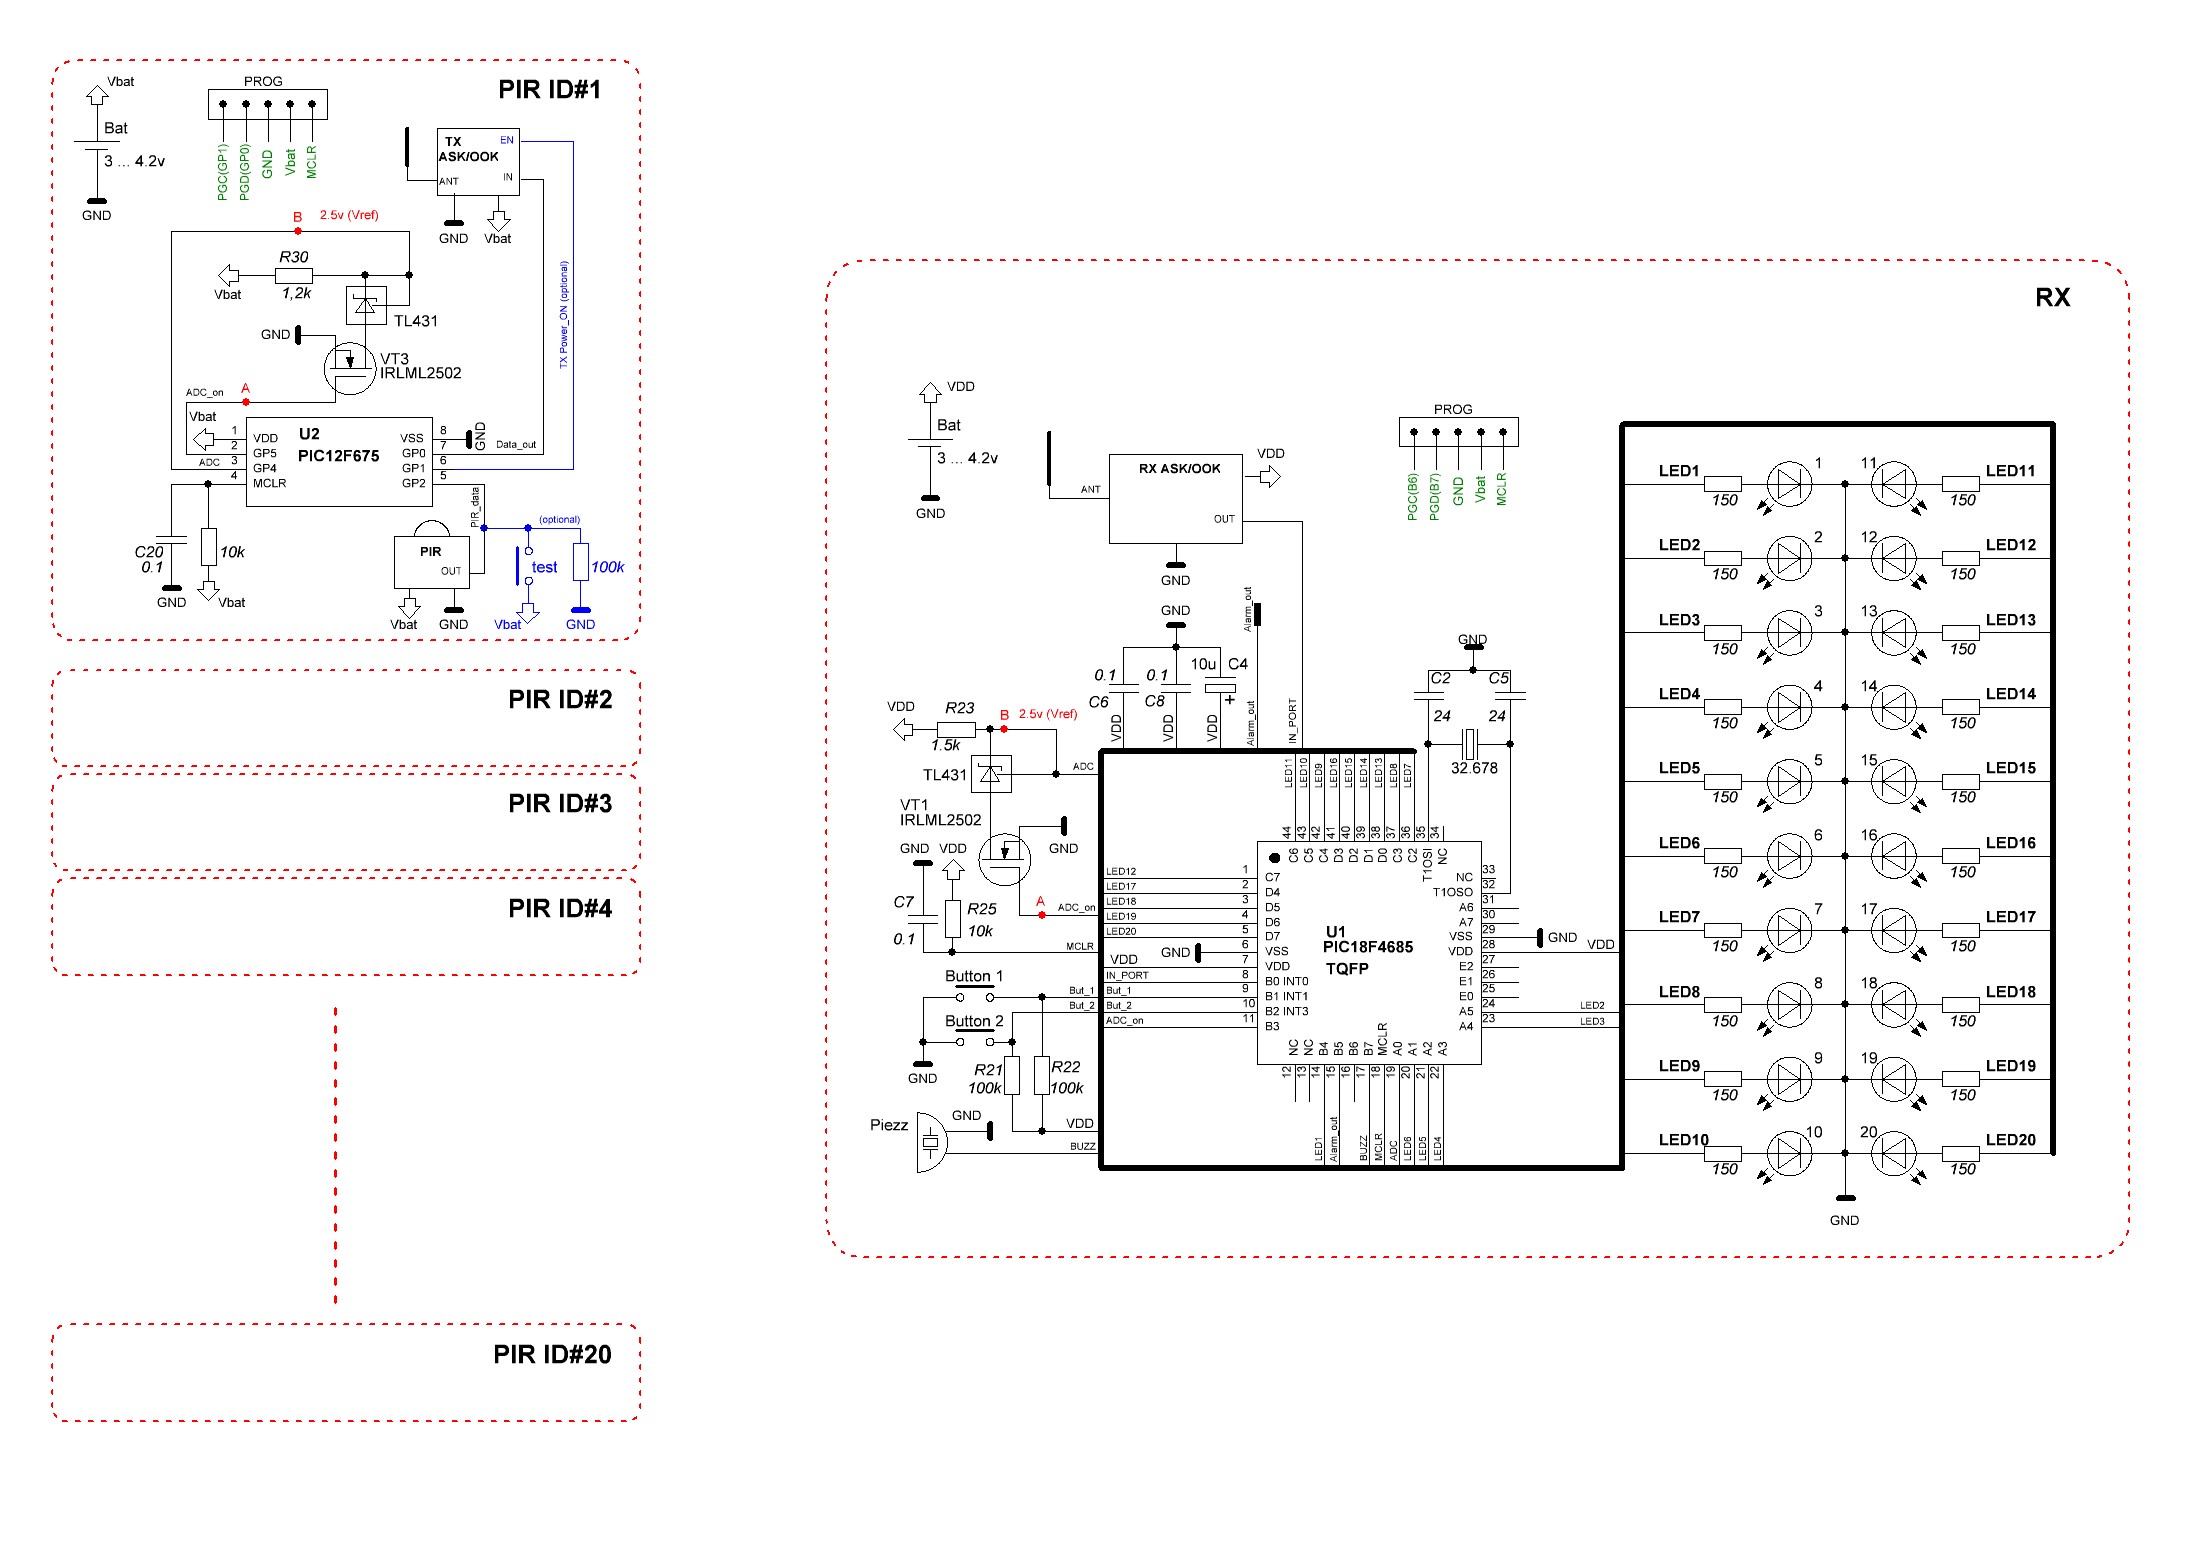 PIR ID#1
Vbat
Bat
3 ... 4.2v
GND
PROG
PGC(GP1)
PGD(GP0)
GND
Vbat
MCLR
TX
ASK/OOK
EN
IN
ANT
GND
Vbat
B
2.5v (Vref)
R30
1,2k
Vbat
TL431
GND
VT3
IRLML2502
TX Power_ON (optional)
ADC_on
A
Vbat
ADC
1
2
3
4
VDD
GP5
GP4
MCLR
U2
PIC12F675
VSS
GP0
GP1
GP2
8
7
6
5
GND
Data_out
PIR_data
C20
0.1
GND
10k
Vbat
PIR
OUT
Vbat
GND
(optional)
test
100k
Vbat
GND
PIR ID#2
PIR ID#3
PIR ID#4
PIR ID#20
RX
VDD
Bat
3 ... 4.2v
GND
ANT
RX ASK/OOK
OUT
VDD
GND
PROG
PGC(B6)
PGD(B7)
GND
Vbat
MCLR
GND
0.1
C6
0.1
C8
10u
C4
+
VDD
VDD
VDD
Alarm_out
Alarm_out
IN_PORT
GND
C2
24
C5
24
32.678
VDD
R23
1.5k
B
2.5v (Vref)
TL431
ADC
VT1
IRLML2502
GND
GND
VDD
C7
0.1
R25
10k
A
ADC_on
MCLR
Button 1
Button 2
But_1
But_2
GND
R21
100k
R22
100k
VDD
Piezz
GND
BUZZ
LED11
LED10
LED9
LED16
LED15
LED14
LED13
LED8
LED7
44
43
42
41
40
39
38
37
36
35
34
C6
C5
C4
D3
D2
D1
D0
C3
C2
T1OSI
NC
LED12
LED17
LED18
LED19
LED20
GND
VDD
IN_PORT
But_1
But_2
ADC_on
1
2
3
4
5
6
7
8
9
10
11
C7
D4
D5
D6
D7
VSS
VDD
B0 INT0
B1 INT1
B2 INT3
B3
U1
PIC18F4685
TQFP
NC
T1OSO
A6
A7
VSS
VDD
E2
E1
E0
A5
A4
33
32
31
30
29
28
27
26
25
24
23
GND
VDD
LED2
LED3
NC
NC
B4
B5
B6
B7
MCLR
A0
A1
A2
A3
12
13
14
15
16
17
18
19
20
21
22
LED1
Alarm_out
BUZZ
MCLR
ADC
LED6
LED5
LED4
LED1
150
1
11
150
LED11
LED2
150
2
12
150
LED12
LED3
150
3
13
150
LED13
LED4
150
4
14
150
LED14
LED5
150
5
15
150
LED15
LED6
150
6
16
150
LED16
LED7
150
7
17
150
LED17
LED8
150
8
18
150
LED18
LED9
150
9
19
150
LED19
LED10
150
10
20
150
LED20
GND